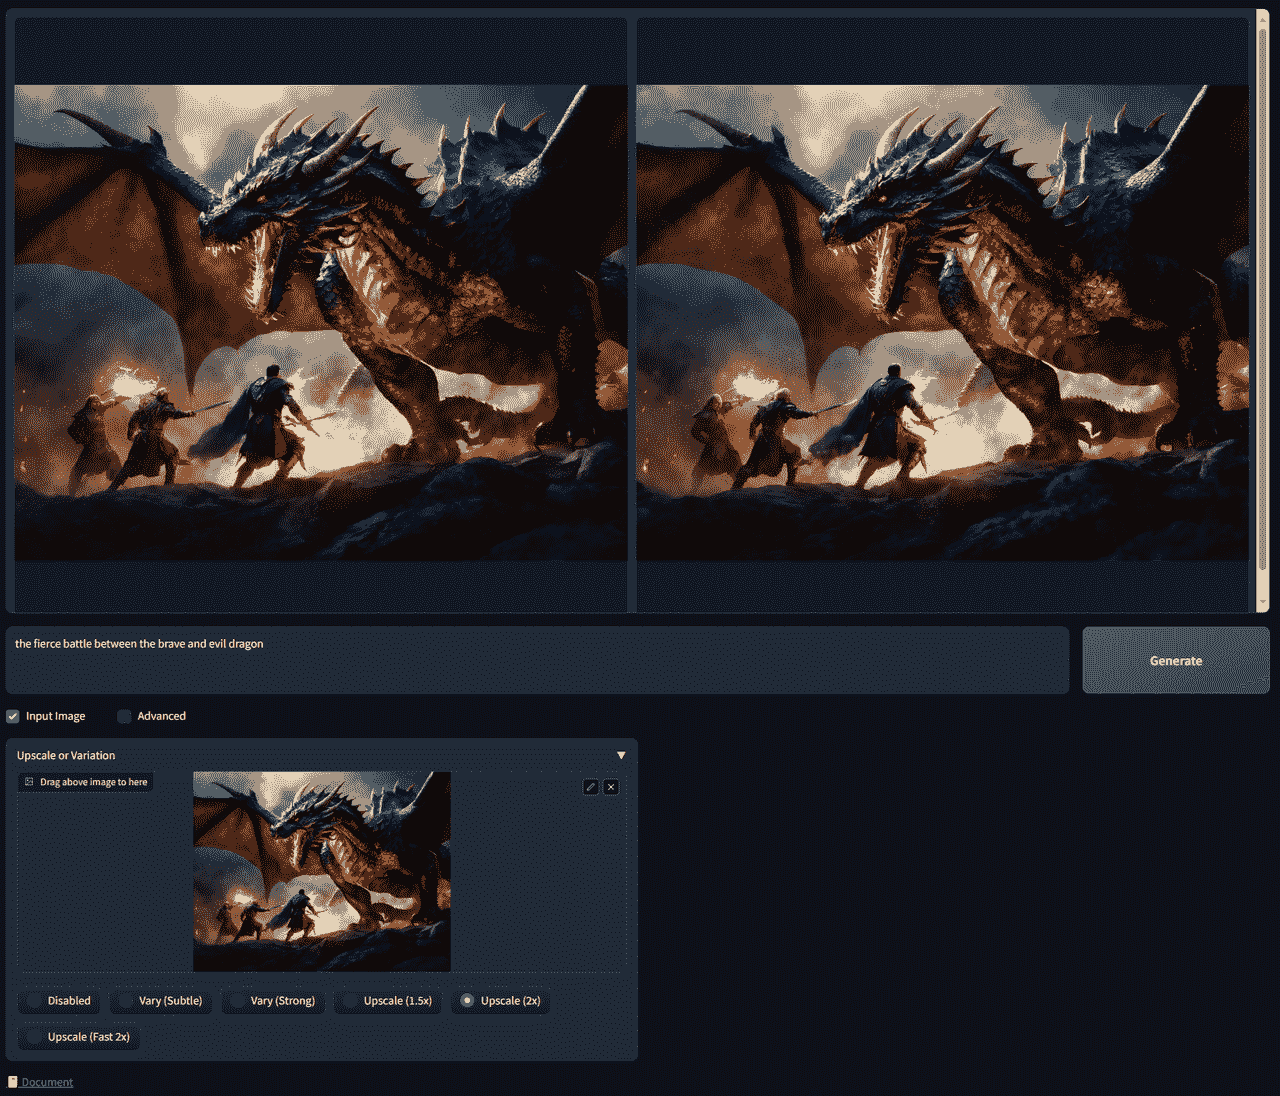 the fierce battle between the brave and evil dragon
Generate
Input Image
Advanced
Upscale or Variation
Drag above image to here
Disabled
Vary (Subtle)
Vary (Strong)
Upscale (1.5x)
Upscale (2x)
Upscale (Fast 2x)
Document